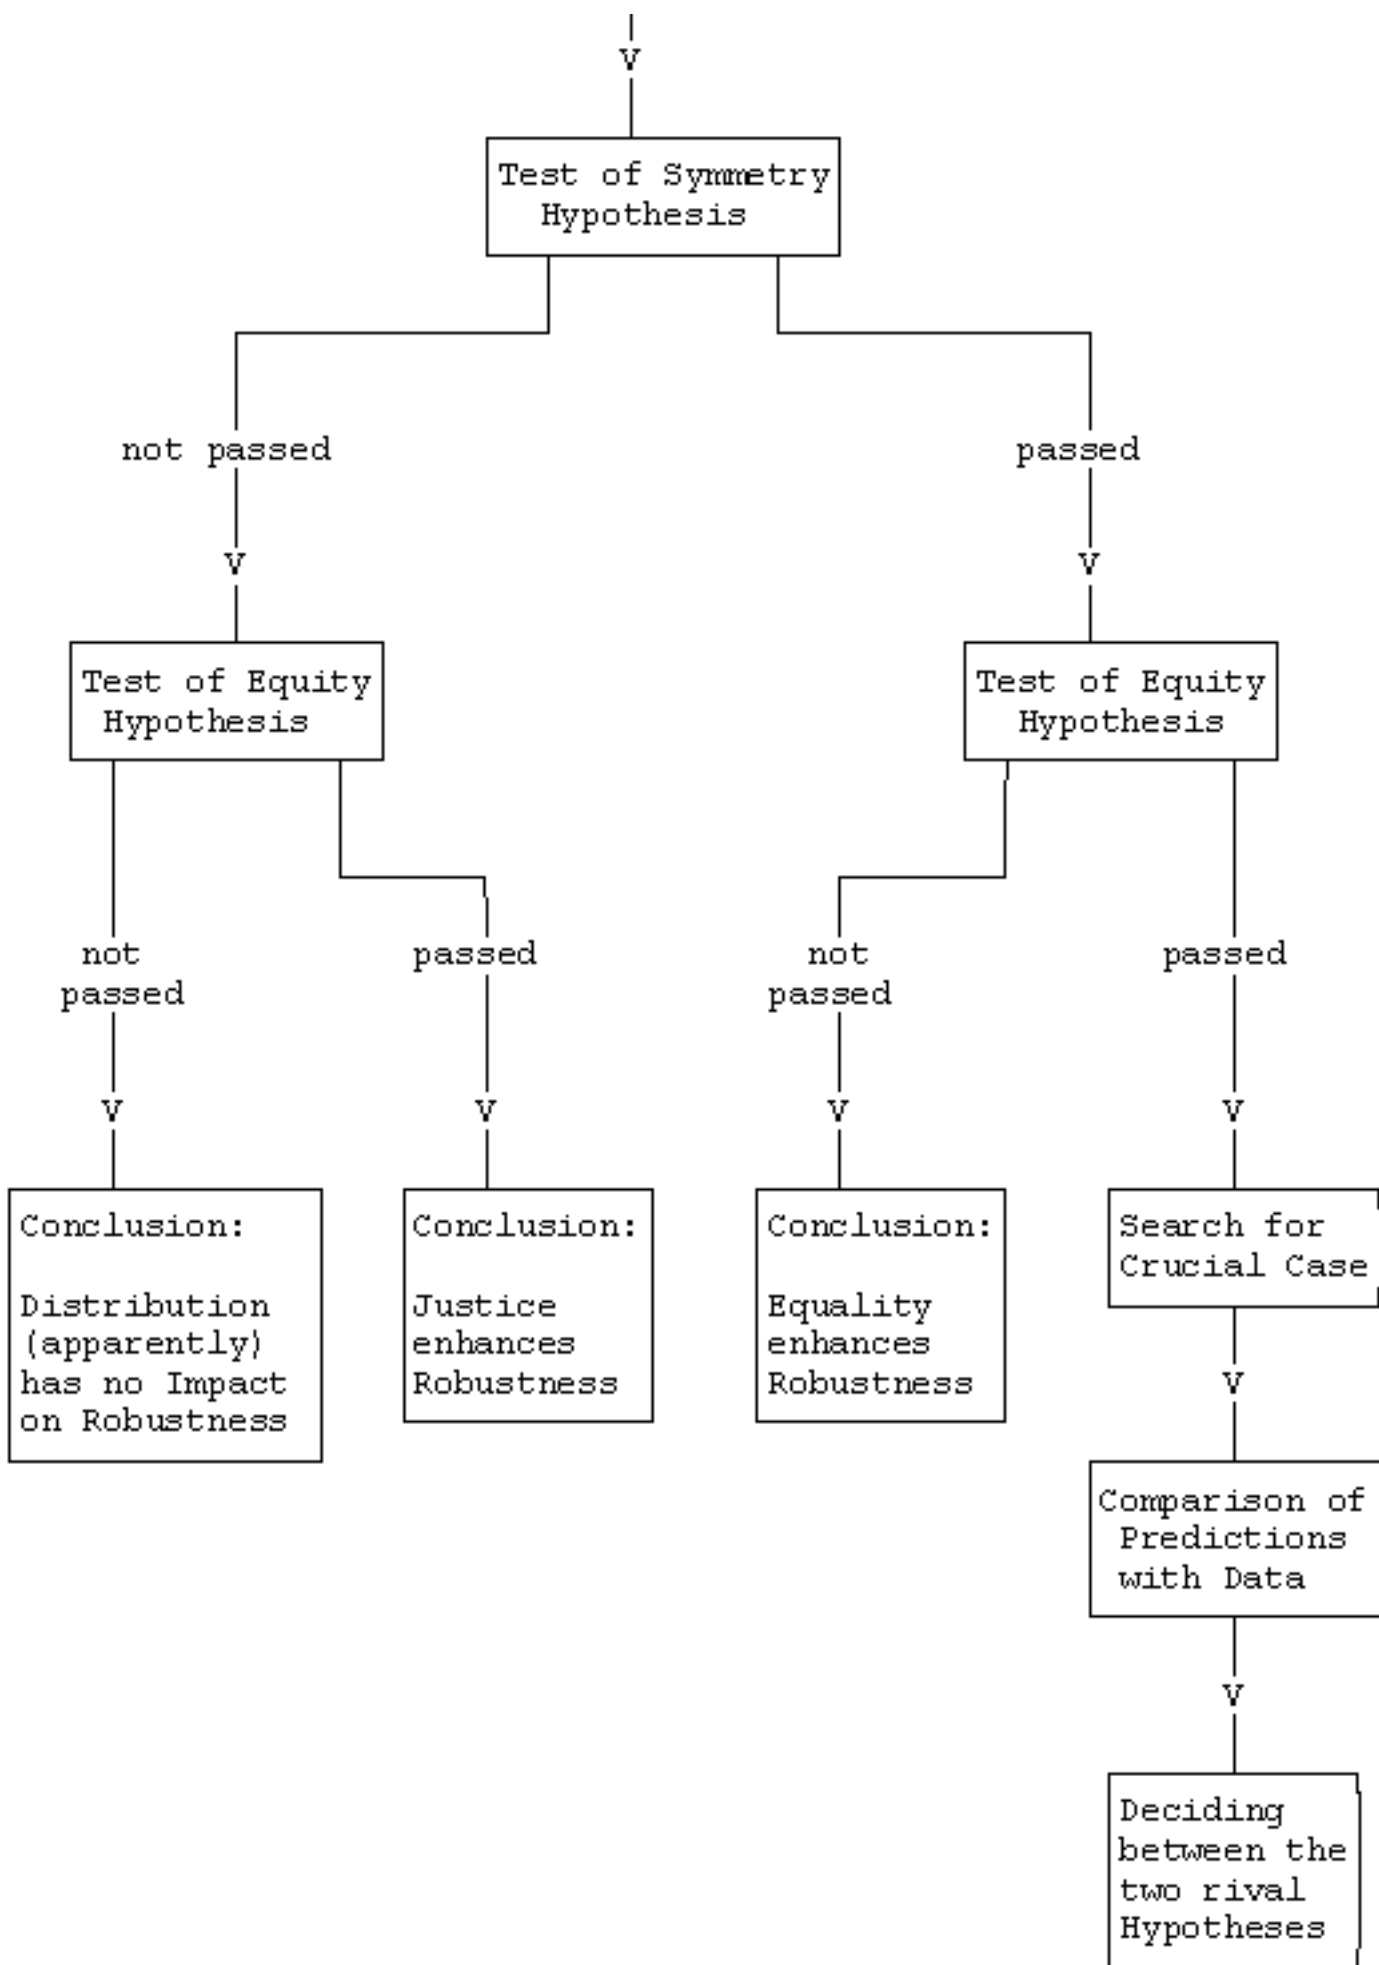 V
Test of Symmetry
Hypothesis
not passed
passed
V
V
Test of Equity
Hypothesis
Test of Equity
Hypothesis
not
passed
passed
not
passed
passed
V
V
V
V
Conclusion:
Distribution
(apparently)
has no Impact
on Robustness
Conclusion:
Justice
enhances
Robustness
Conclusion:
Equality
enhances
Robustness
Search for
Crucial Case
V
Comparison of
Predictions
with Data
V
Deciding
between the
two rival
Hypotheses